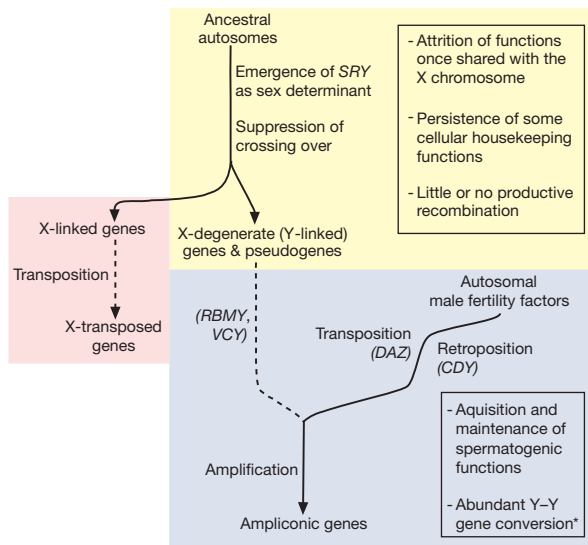 Ancestral
autosomes
Emergence of SRY
as sex determinant
Suppression of
crossing over
- Attrition of functions
once shared with the
X chromosome
- Persistence of some
cellular housekeeping
functions
- Little or no productive
recombination
X-linked genes
Transposition
X-transposed
genes
X-degenerate (Y-linked)
genes & pseudogenes
(RBMY,
VCY)
Autosomal
male fertility factors
Transposition
(DAZ)
Retroposition
(CDY)
Amplification
Ampliconic genes
- Aquisition and
maintenance of
spermatogenic
functions
- Abundant Y–Y
gene conversion*